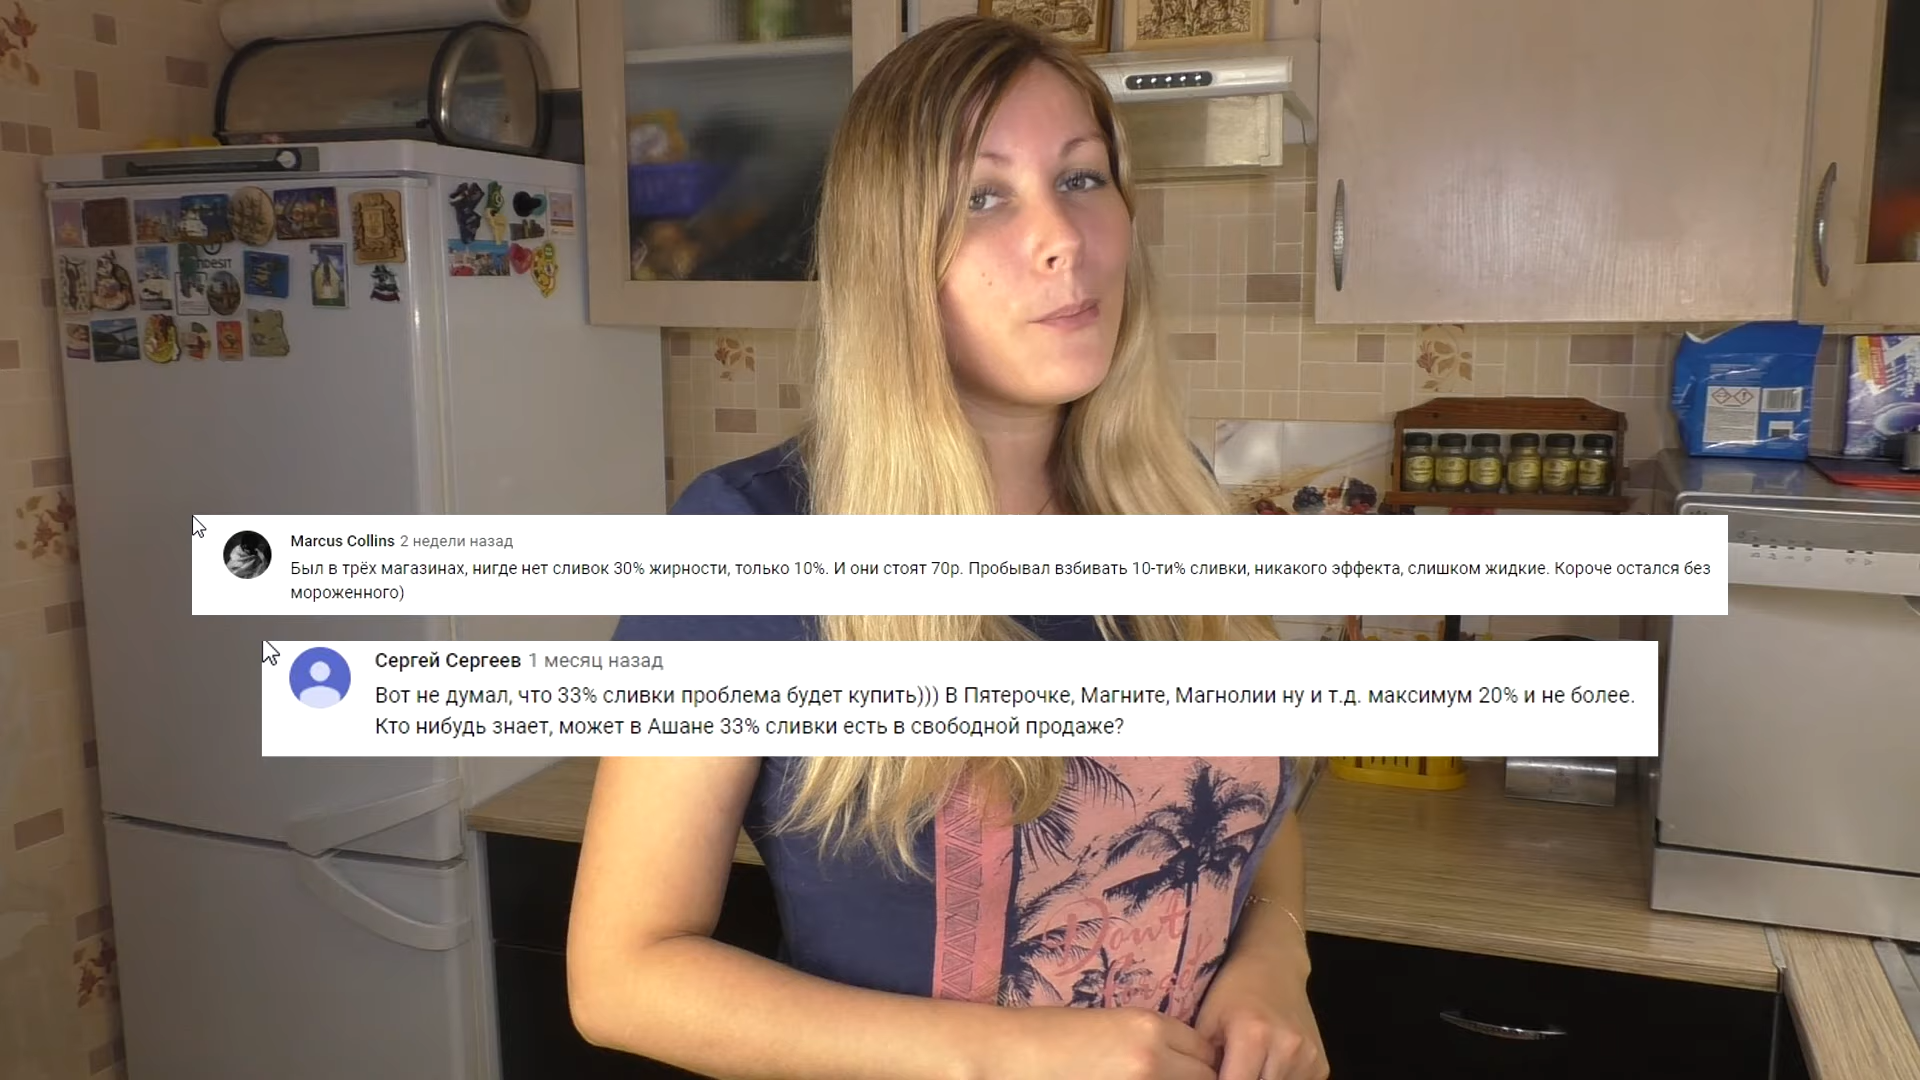 INDESIT
Marcus Collins 2 недели назад
Был в трёх магазинах, нигде нет сливок 30% жирности, только 10%. И они стоят 70р. Пробывал взбивать 10-ти% сливки, никакого эффекта, слишком жидкие. Короче остался без
мороженного)
Сергей Сергеев 1 месяц назад
Вот не думал, что 33% сливки проблема будет купить))) В Пятерочке, Магните, Магнолии ну и т.д. максимум 20% и не более.
Кто нибудь знает, может в Ашане 33% сливки есть в свободной продаже?
Don't
forget